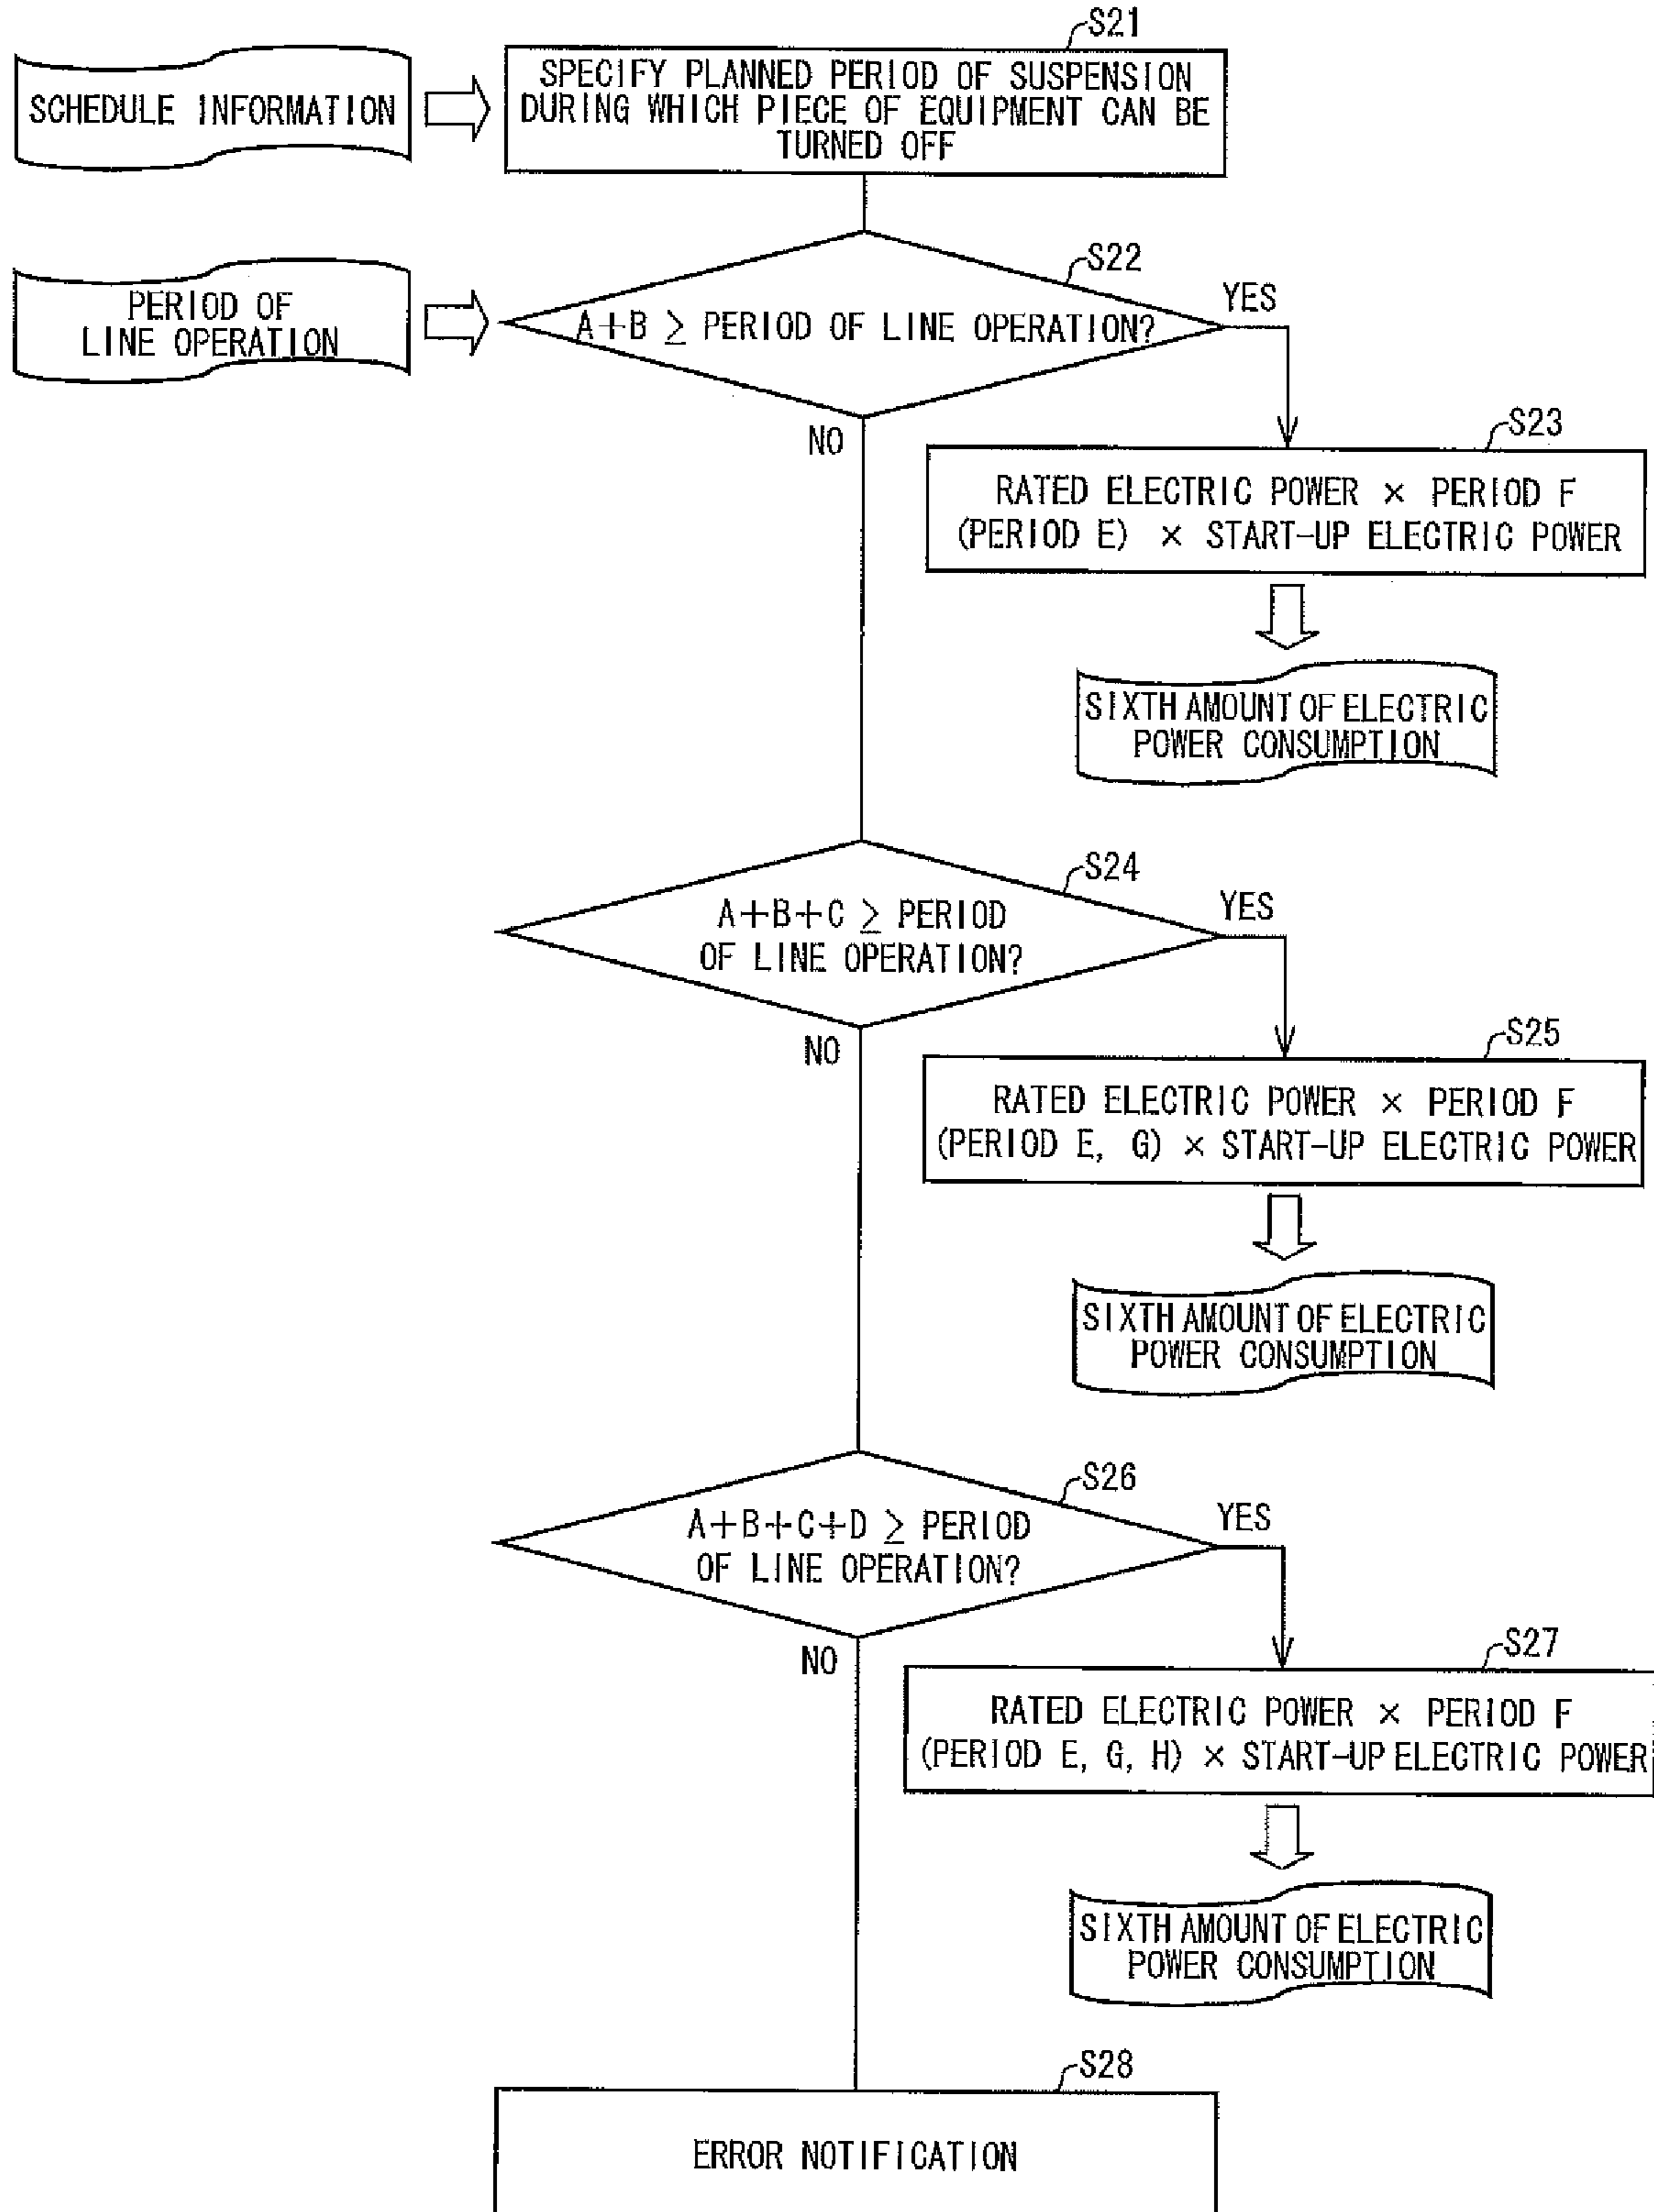 S21
SCHEDULE INFORMATION
SPECIFY PLANNED PERIOD OF SUSPENSION
DURING WHICH PIECE OF EQUIPMENT CAN BE
TURNED OFF
S22
PERIOD OF
LINE OPERATION
A+B ≥ PERIOD OF LINE OPERATION?
YES
NO
S23
RATED ELECTRIC POWER × PERIOD F
(PERIOD E) × START-UP ELECTRIC POWER
SIXTH AMOUNT OF ELECTRIC
POWER CONSUMPTION
S24
A+B+C ≥ PERIOD
OF LINE OPERATION?
YES
NO
S25
RATED ELECTRIC POWER × PERIOD F
(PERIOD E, G) × START-UP ELECTRIC POWER
SIXTH AMOUNT OF ELECTRIC
POWER CONSUMPTION
S26
A+B+C+D ≥ PERIOD
OF LINE OPERATION?
YES
NO
S27
RATED ELECTRIC POWER × PERIOD F
(PERIOD E, G, H) × START-UP ELECTRIC POWER
SIXTH AMOUNT OF ELECTRIC
POWER CONSUMPTION
S28
ERROR NOTIFICATION